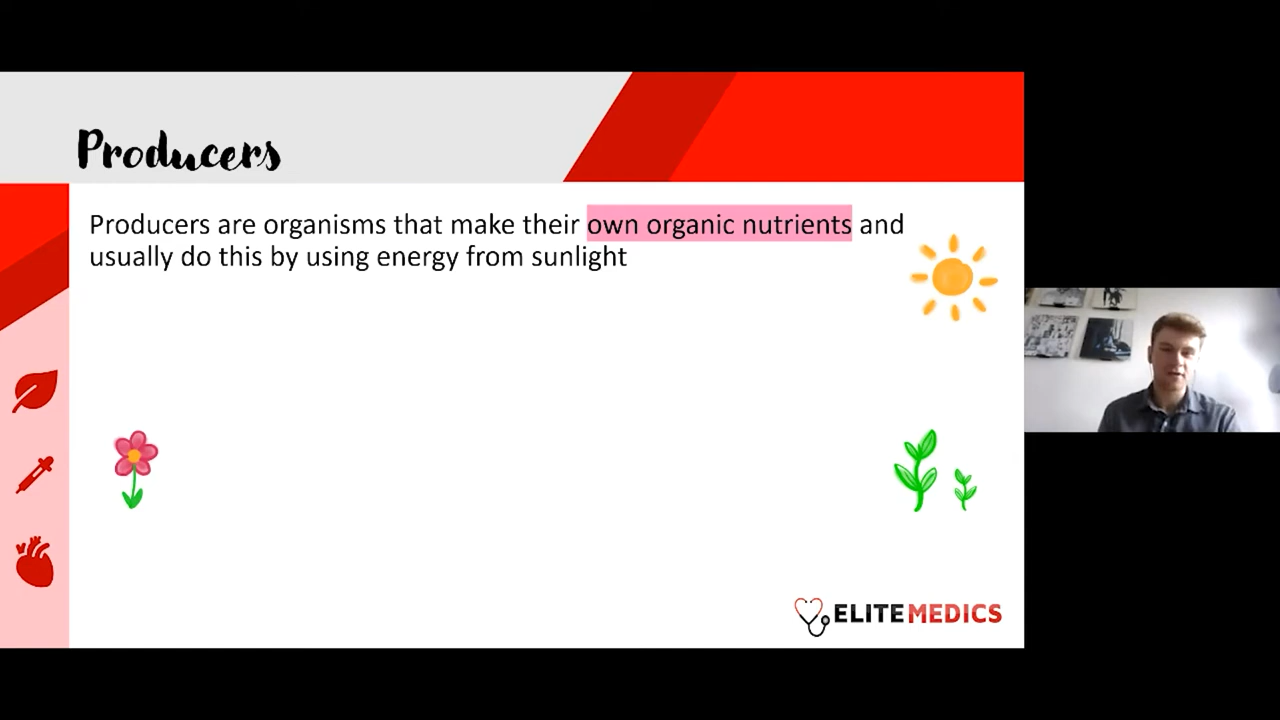 Producers
Producers are organisms that make their own organic nutrients and
usually do this by using energy from sunlight
ELITEMEDICS